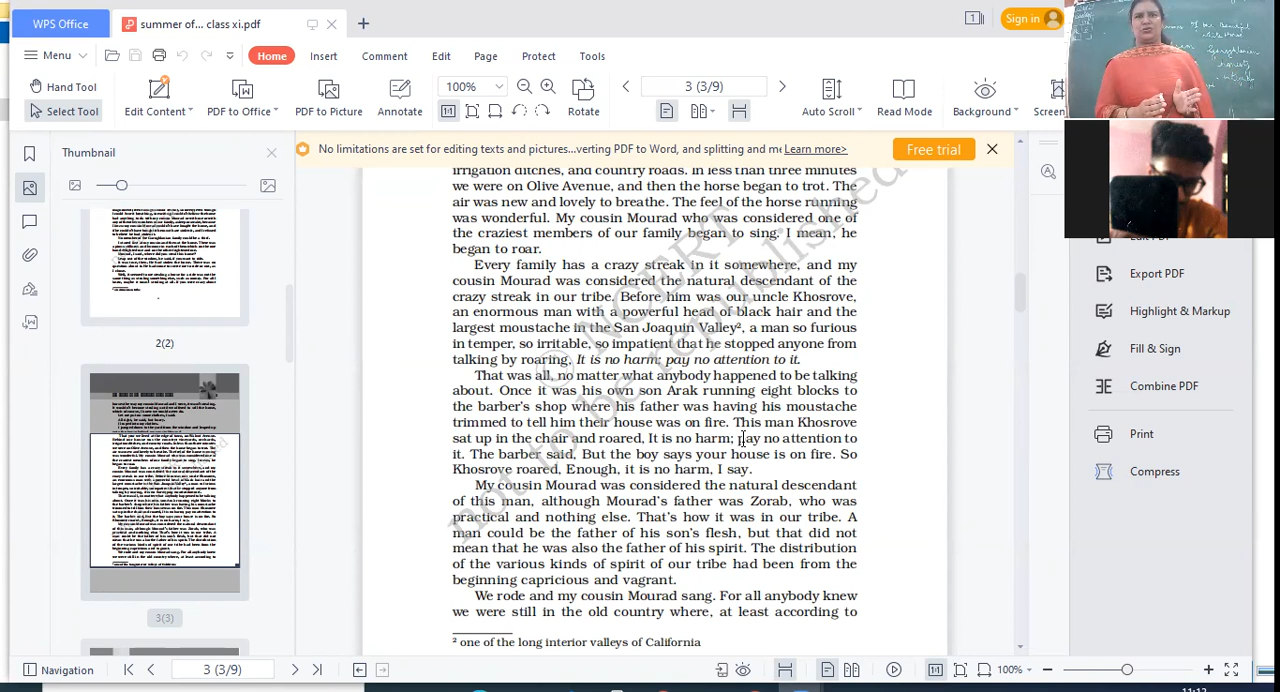 WPS Office
summer of... class xi.pdf
1
Sign in
Menu
Home
Insert
Comment
Edit
Page
Protect
Tools
Hand Tool
Select Tool
Edit Content
PDF to Office
PDF to Picture
Annotate
100%
Rotate
3 (3/9)
Auto Scroll
Read Mode
Background
Screen
Thumbnail
No limitations are set for editing texts and pictures...verting PDF to Word, and splitting and me Learn more>
Free trial
irrigation ditches, and country roads. In less than three minutes
we were on Olive Avenue, and then the horse began to trot. The
air was new and lovely to breathe. The feel of the horse running
was wonderful. My cousin Mourad who was considered one of
the craziest members of our family began to sing. I mean, he
began to roar.
Every family has a crazy streak in it somewhere, and my
cousin Mourad was considered the natural descendant of the
crazy streak in our tribe. Before him was our uncle Khosrove,
an enormous man with a powerful head of black hair and the
largest moustache in the San Joaquin Valley², a man so furious
in temper, so irritable, so impatient that he stopped anyone from
talking by roaring, It is no harm; pay no attention to it.
That was all, no matter what anybody happened to be talking
about. Once it was his own son Arak running eight blocks to
the barber's shop where his father was having his moustache
trimmed to tell him their house was on fire. This man Khosrove
sat up in the chair and roared, It is no harm; pay no attention to
it. The barber said, But the boy says your house is on fire. So
Khosrove roared, Enough, it is no harm, I say.
My cousin Mourad was considered the natural descendant
of this man, although Mourad's father was Zorab, who was
practical and nothing else. That's how it was in our tribe. A
man could be the father of his son's flesh, but that did not
mean that he was also the father of his spirit. The distribution
of the various kinds of spirit of our tribe had been from the
beginning capricious and vagrant.
We rode and my cousin Mourad sang. For all anybody knew
we were still in the old country where, at least according to
² one of the long interior valleys of California
© NCERT
not to be republished
2(2)
3(3)
Export PDF
Highlight & Markup
Fill & Sign
Combine PDF
Print
Compress
Navigation
3 (3/9)
100%